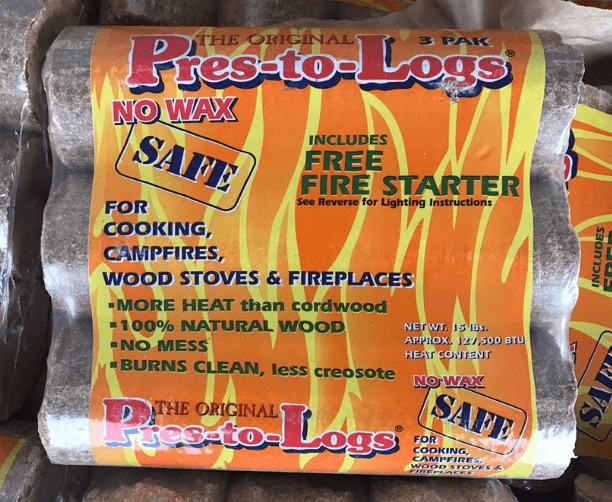 THE ORIGINAL 3 PAK
Pres-to-Logs®
NO WAX
SAFE
INCLUDES
FREE
FIRE STARTER
See Reverse for Lighting Instructions
FOR
COOKING,
CAMPFIRES,
WOOD STOVES & FIREPLACES
▪MORE HEAT than cordwood
▪100% NATURAL WOOD
▪NO MESS
▪BURNS CLEAN, less creosote
NET WT. 15 lbs.
APPROX. 127,500 BTU
HEAT CONTENT
THE ORIGINAL
Pres-to-Logs®
NO WAX
SAFE
FOR
COOKING,
CAMPFIRES,
WOOD STOVES &
FIREPLACES
INCLUDES